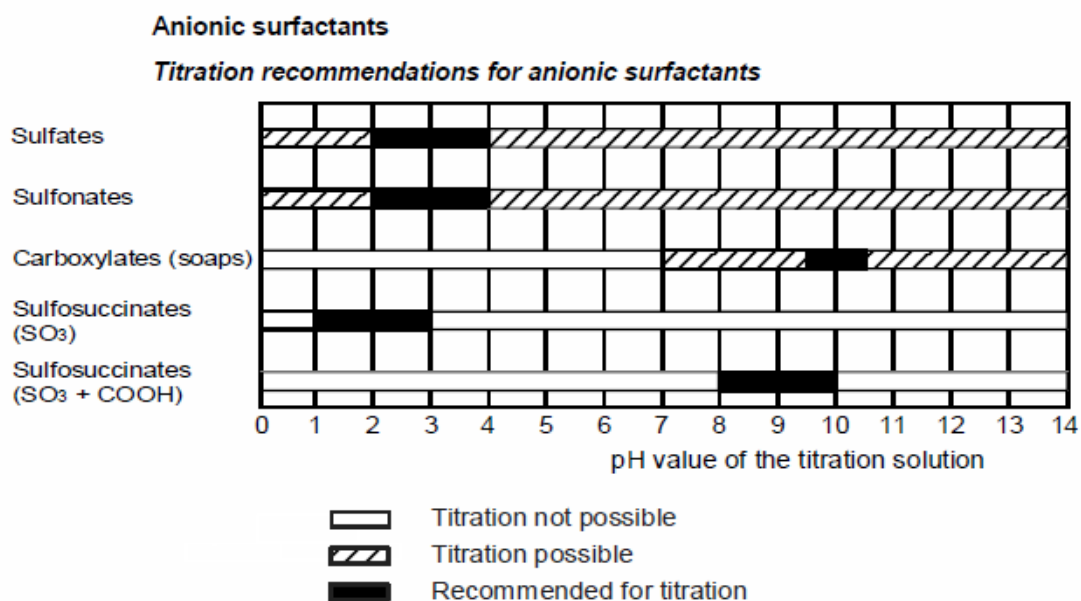 Anionic surfactants
Titration recommendations for anionic surfactants
Sulfates
Sulfonates
Carboxylates (soaps)
Sulfosuccinates
(SO₃)
Sulfosuccinates
(SO₃ + COOH)
0 1 2 3 4 5 6 7 8 9 10 11 12 13 14
pH value of the titration solution
Titration not possible
Titration possible
Recommended for titration